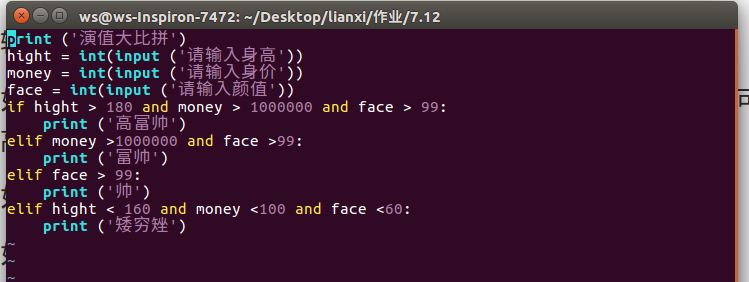 ws@ws-Inspiron-7472: ~/Desktop/lianxi/作业/7.12
print ('演值大比拼')
hight = int(input ('请输入身高'))
money = int(input ('请输入身价'))
face = int(input ('请输入颜值'))
if hight > 180 and money > 1000000 and face > 99:
    print ('高冨帅')
elif money >1000000 and face >99:
    print ('冨帅')
elif face > 99:
    print ('帅')
elif hight < 160 and money <100 and face <60:
    print ('矮穷矬')
~
~
~